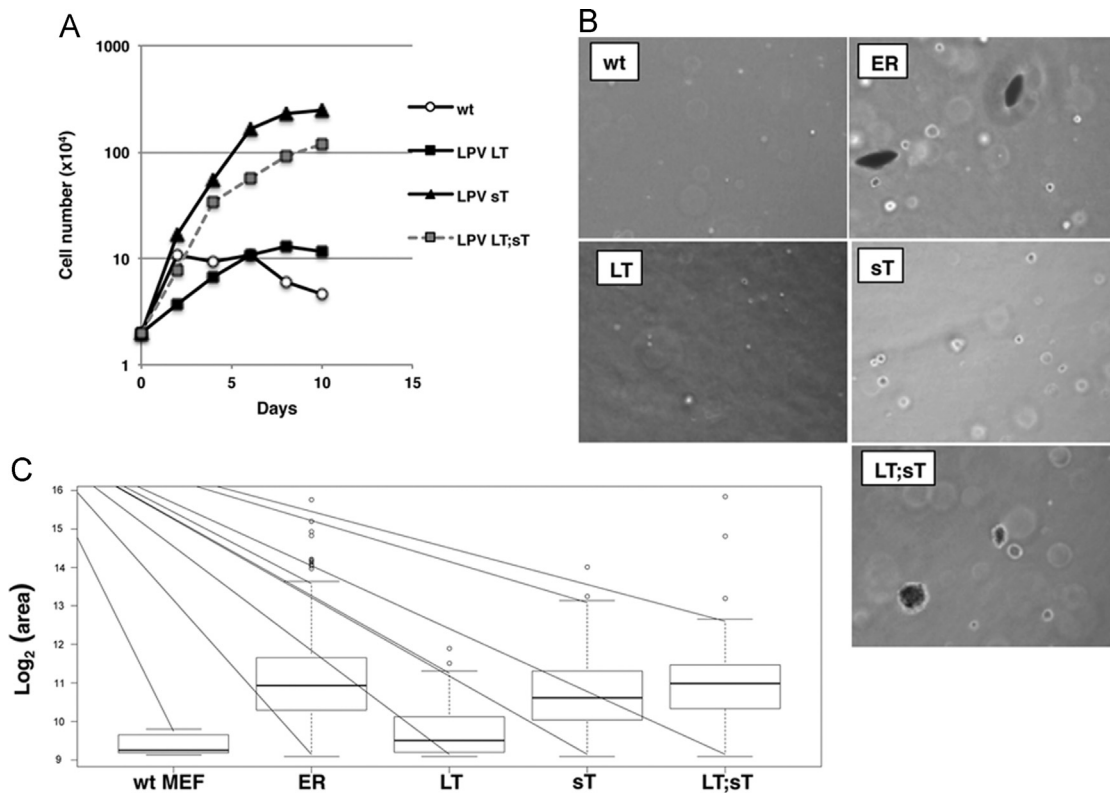 A
1000
100
10
1
Cell number (x10⁴)
0
5
10
15
Days
wt
LPV LT
LPV sT
LPV LT;sT
B
wt
ER
LT
sT
LT;sT
C
16
15
14
13
12
11
10
9
Log₂ (area)
wt MEF
ER
LT
sT
LT;sT